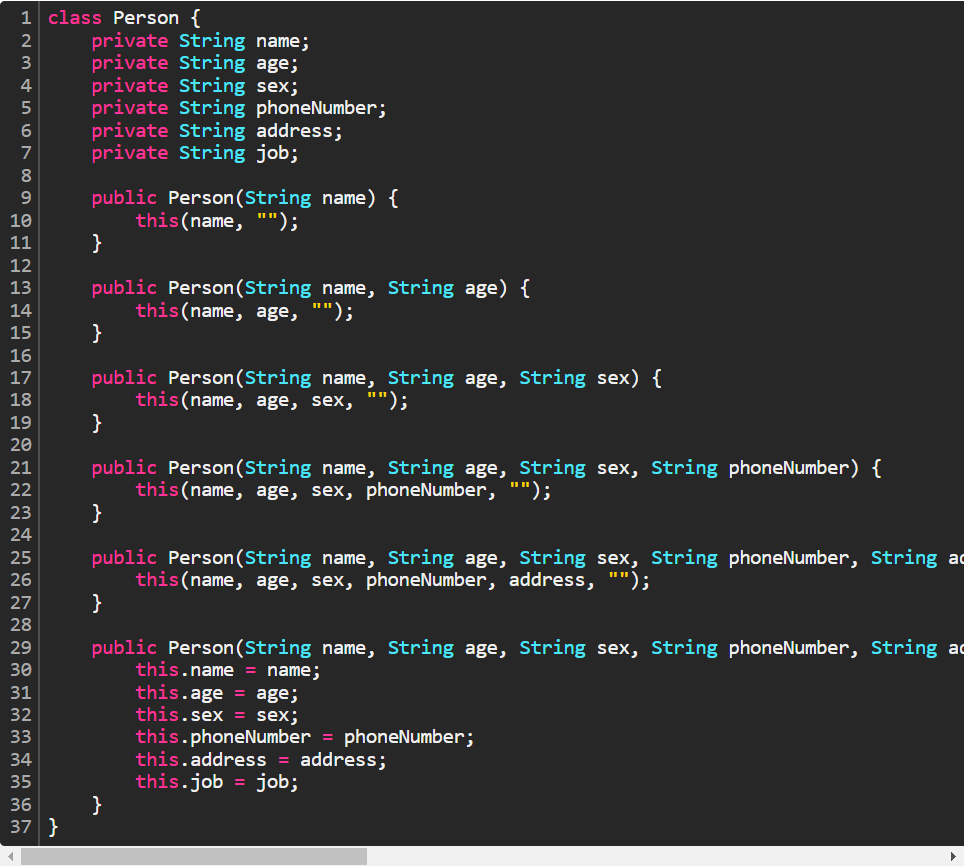 1 class Person {
2     private String name;
3     private String age;
4     private String sex;
5     private String phoneNumber;
6     private String address;
7     private String job;
8
9     public Person(String name) {
10         this(name, "");
11     }
12
13     public Person(String name, String age) {
14         this(name, age, "");
15     }
16
17     public Person(String name, String age, String sex) {
18         this(name, age, sex, "");
19     }
20
21     public Person(String name, String age, String sex, String phoneNumber) {
22         this(name, age, sex, phoneNumber, "");
23     }
24
25     public Person(String name, String age, String sex, String phoneNumber, String
26         this(name, age, sex, phoneNumber, address, "");
27     }
28
29     public Person(String name, String age, String sex, String phoneNumber, String
30         this.name = name;
31         this.age = age;
32         this.sex = sex;
33         this.phoneNumber = phoneNumber;
34         this.address = address;
35         this.job = job;
36     }
37 }